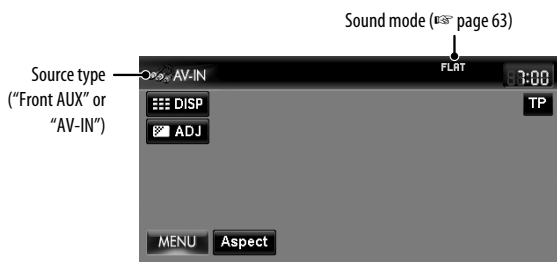 Sound mode (☞ page 63)
Source type
(“Front AUX” or
“AV-IN”)
AV-IN
FLAT
7:00
DISP
TP
ADJ
MENU
Aspect